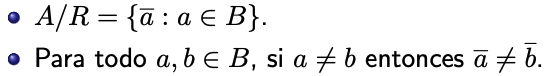 A/R = {a̅ : a ∈ B}.
Para todo a, b ∈ B, si a ≠ b entonces a̅ ≠ b̅.